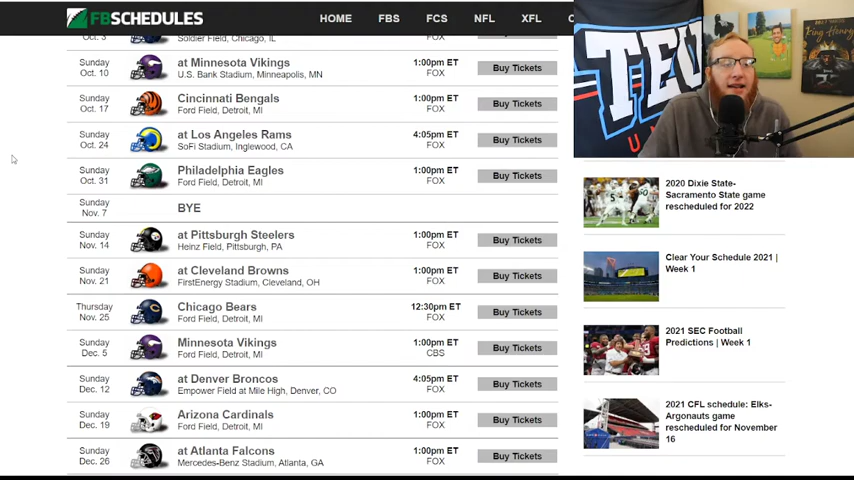 FBSCHEDULES
HOME FBS FCS NFL XFL
Oct. 3 Soldier Field, Chicago, IL FOX
Sunday at Minnesota Vikings 1:00pm ET
Oct. 10 U.S. Bank Stadium, Minneapolis, MN FOX Buy Tickets
Sunday Cincinnati Bengals 1:00pm ET
Oct. 17 Ford Field, Detroit, MI FOX Buy Tickets
Sunday at Los Angeles Rams 4:05pm ET
Oct. 24 SoFi Stadium, Inglewood, CA FOX Buy Tickets
Sunday Philadelphia Eagles 1:00pm ET
Oct. 31 Ford Field, Detroit, MI FOX Buy Tickets
Sunday
Nov. 7 BYE
Sunday at Pittsburgh Steelers 1:00pm ET
Nov. 14 Heinz Field, Pittsburgh, PA FOX Buy Tickets
Sunday at Cleveland Browns 1:00pm ET
Nov. 21 FirstEnergy Stadium, Cleveland, OH FOX Buy Tickets
Thursday Chicago Bears 12:30pm ET
Nov. 25 Ford Field, Detroit, MI FOX Buy Tickets
Sunday Minnesota Vikings 1:00pm ET
Dec. 5 Ford Field, Detroit, MI CBS Buy Tickets
Sunday at Denver Broncos 4:05pm ET
Dec. 12 Empower Field at Mile High, Denver, CO FOX Buy Tickets
Sunday Arizona Cardinals 1:00pm ET
Dec. 19 Ford Field, Detroit, MI FOX Buy Tickets
Sunday at Atlanta Falcons 1:00pm ET
Dec. 26 Mercedes-Benz Stadium, Atlanta, GA FOX Buy Tickets
King Henry
2020 Dixie State-
Sacramento State game
rescheduled for 2022
Clear Your Schedule 2021 |
Week 1
2021 SEC Football
Predictions | Week 1
2021 CFL schedule: Elks-
Argonauts game
rescheduled for November
16